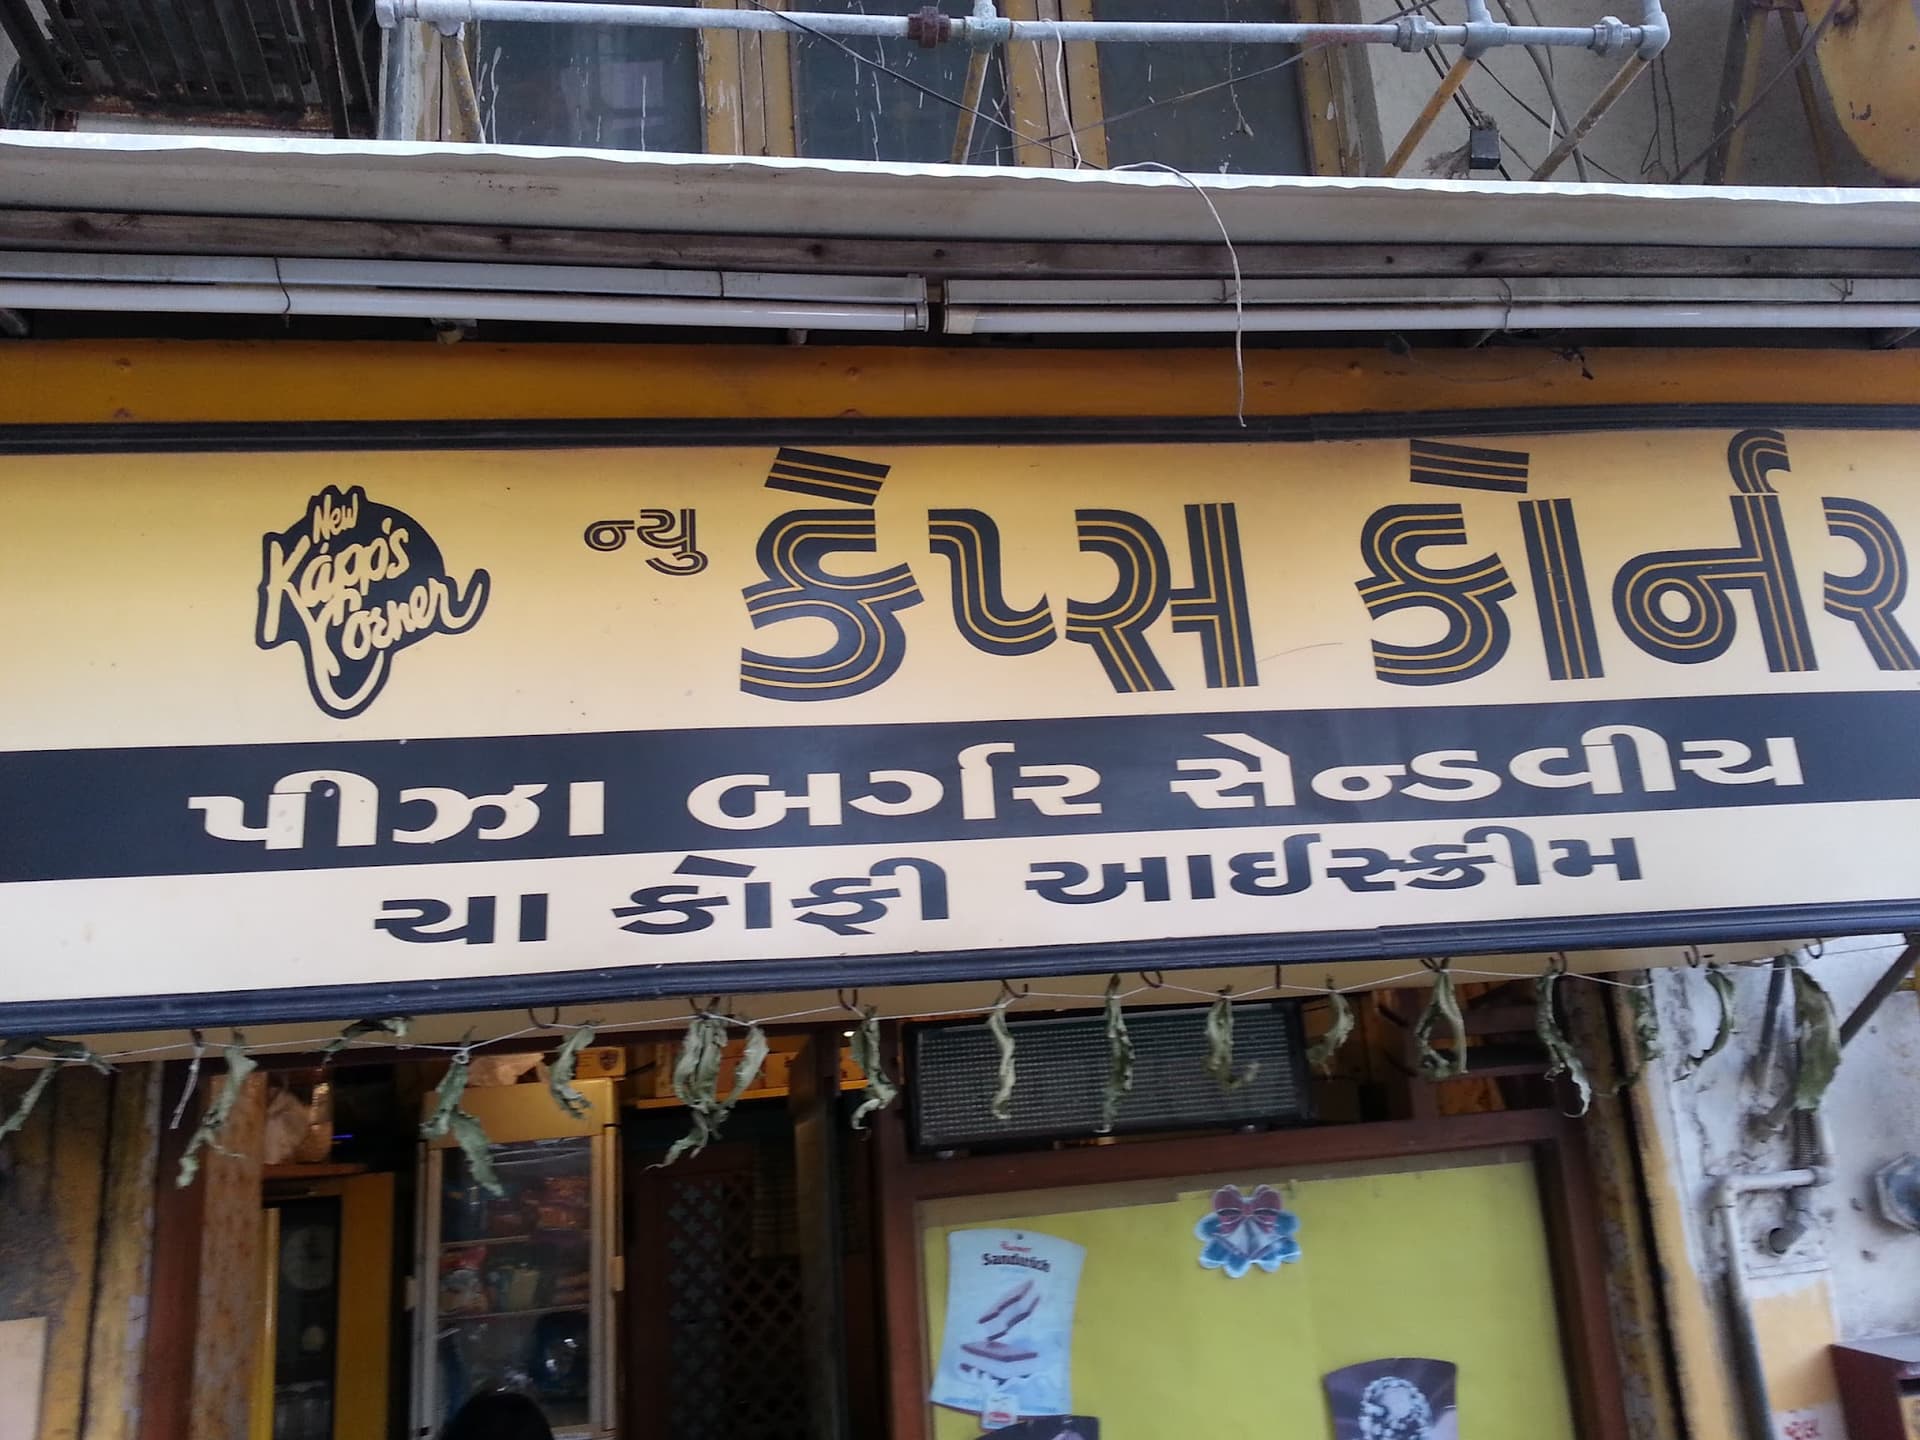 New
Kapp's
Corner
ન્યુ કેપ્સ કોર્નર
પીઝા બર્ગર સેન્ડવીચ
ચા કોફી આઈસ્ક્રીમ
Sandwich